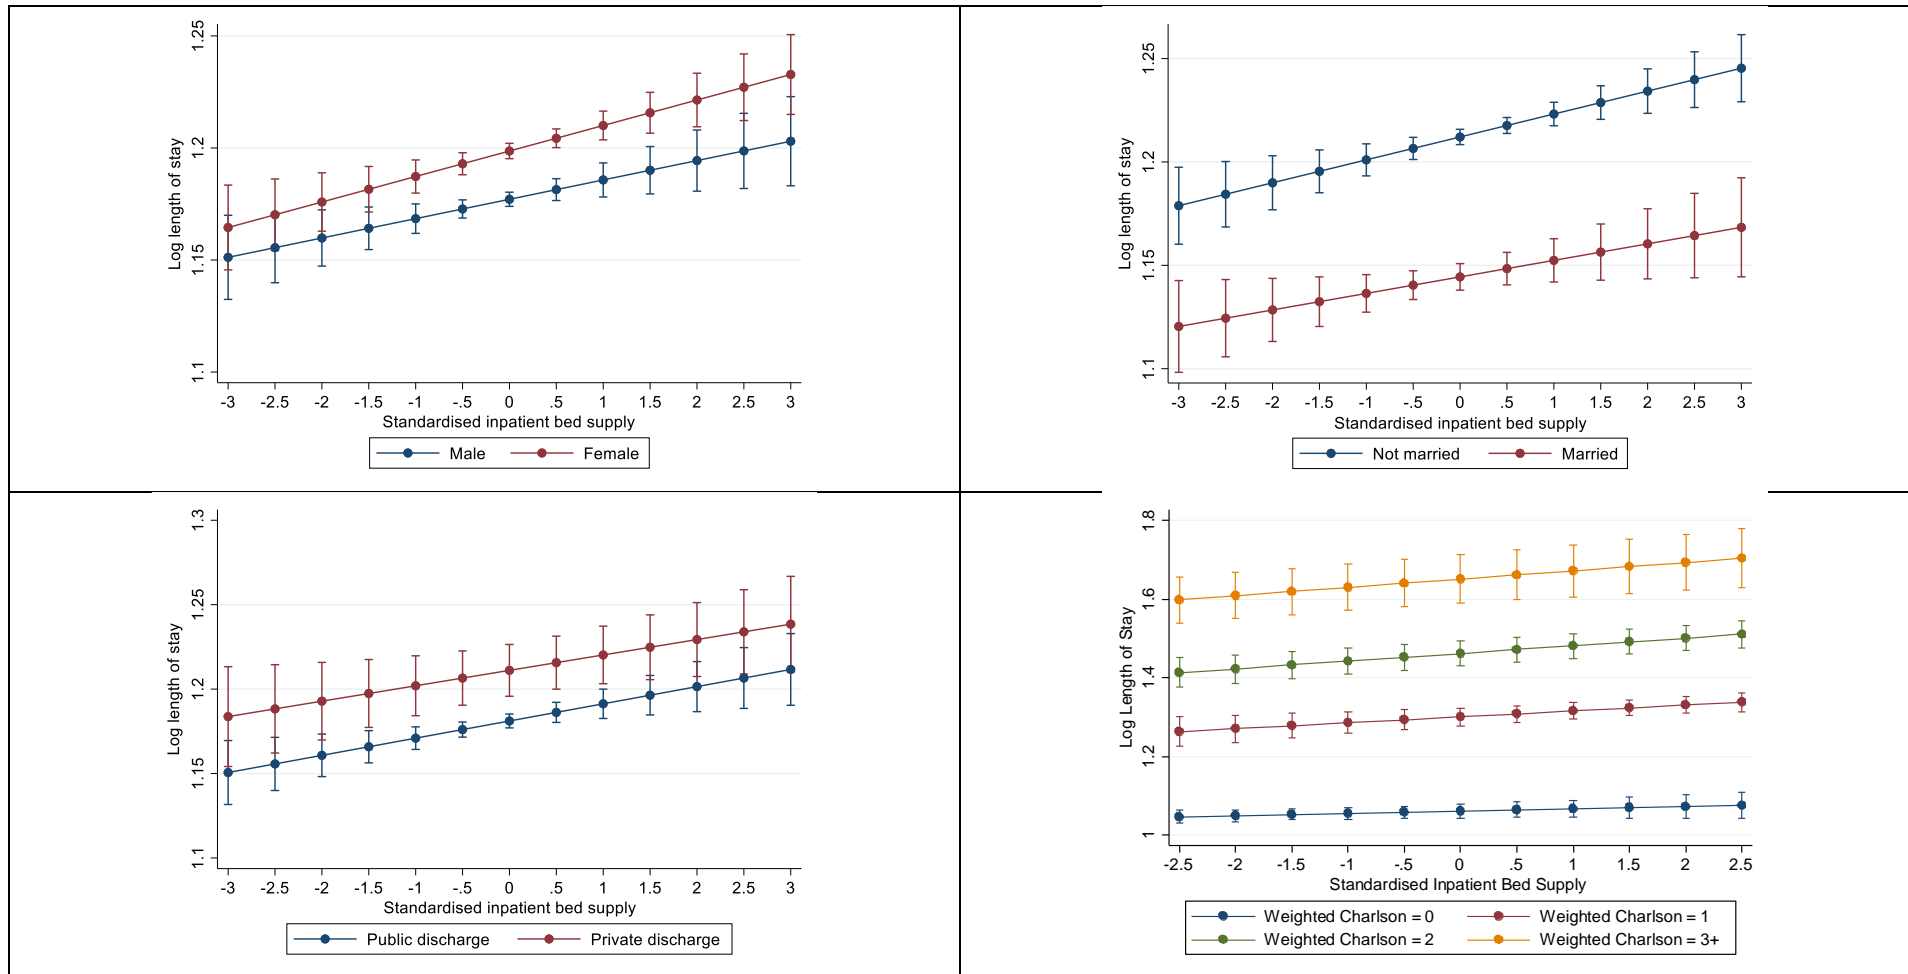 Log length of stay
1.25
1.2
1.15
1.1
-3 -2.5 -2 -1.5 -1 -.5 0 .5 1 1.5 2 2.5 3
Standardised inpatient bed supply
Male Female
Log length of stay
1.25
1.2
1.15
1.1
-3 -2.5 -2 -1.5 -1 -.5 0 .5 1 1.5 2 2.5 3
Standardised inpatient bed supply
Not married Married
Log length of stay
1.3
1.25
1.2
1.15
1.1
-3 -2.5 -2 -1.5 -1 -.5 0 .5 1 1.5 2 2.5 3
Standardised inpatient bed supply
Public discharge Private discharge
Log Length of Stay
1.8
1.6
1.4
1.2
1
-2.5 -2 -1.5 -1 -.5 0 .5 1 1.5 2 2.5
Standardised Inpatient Bed Supply
Weighted Charlson = 0 Weighted Charlson = 1
Weighted Charlson = 2 Weighted Charlson = 3+